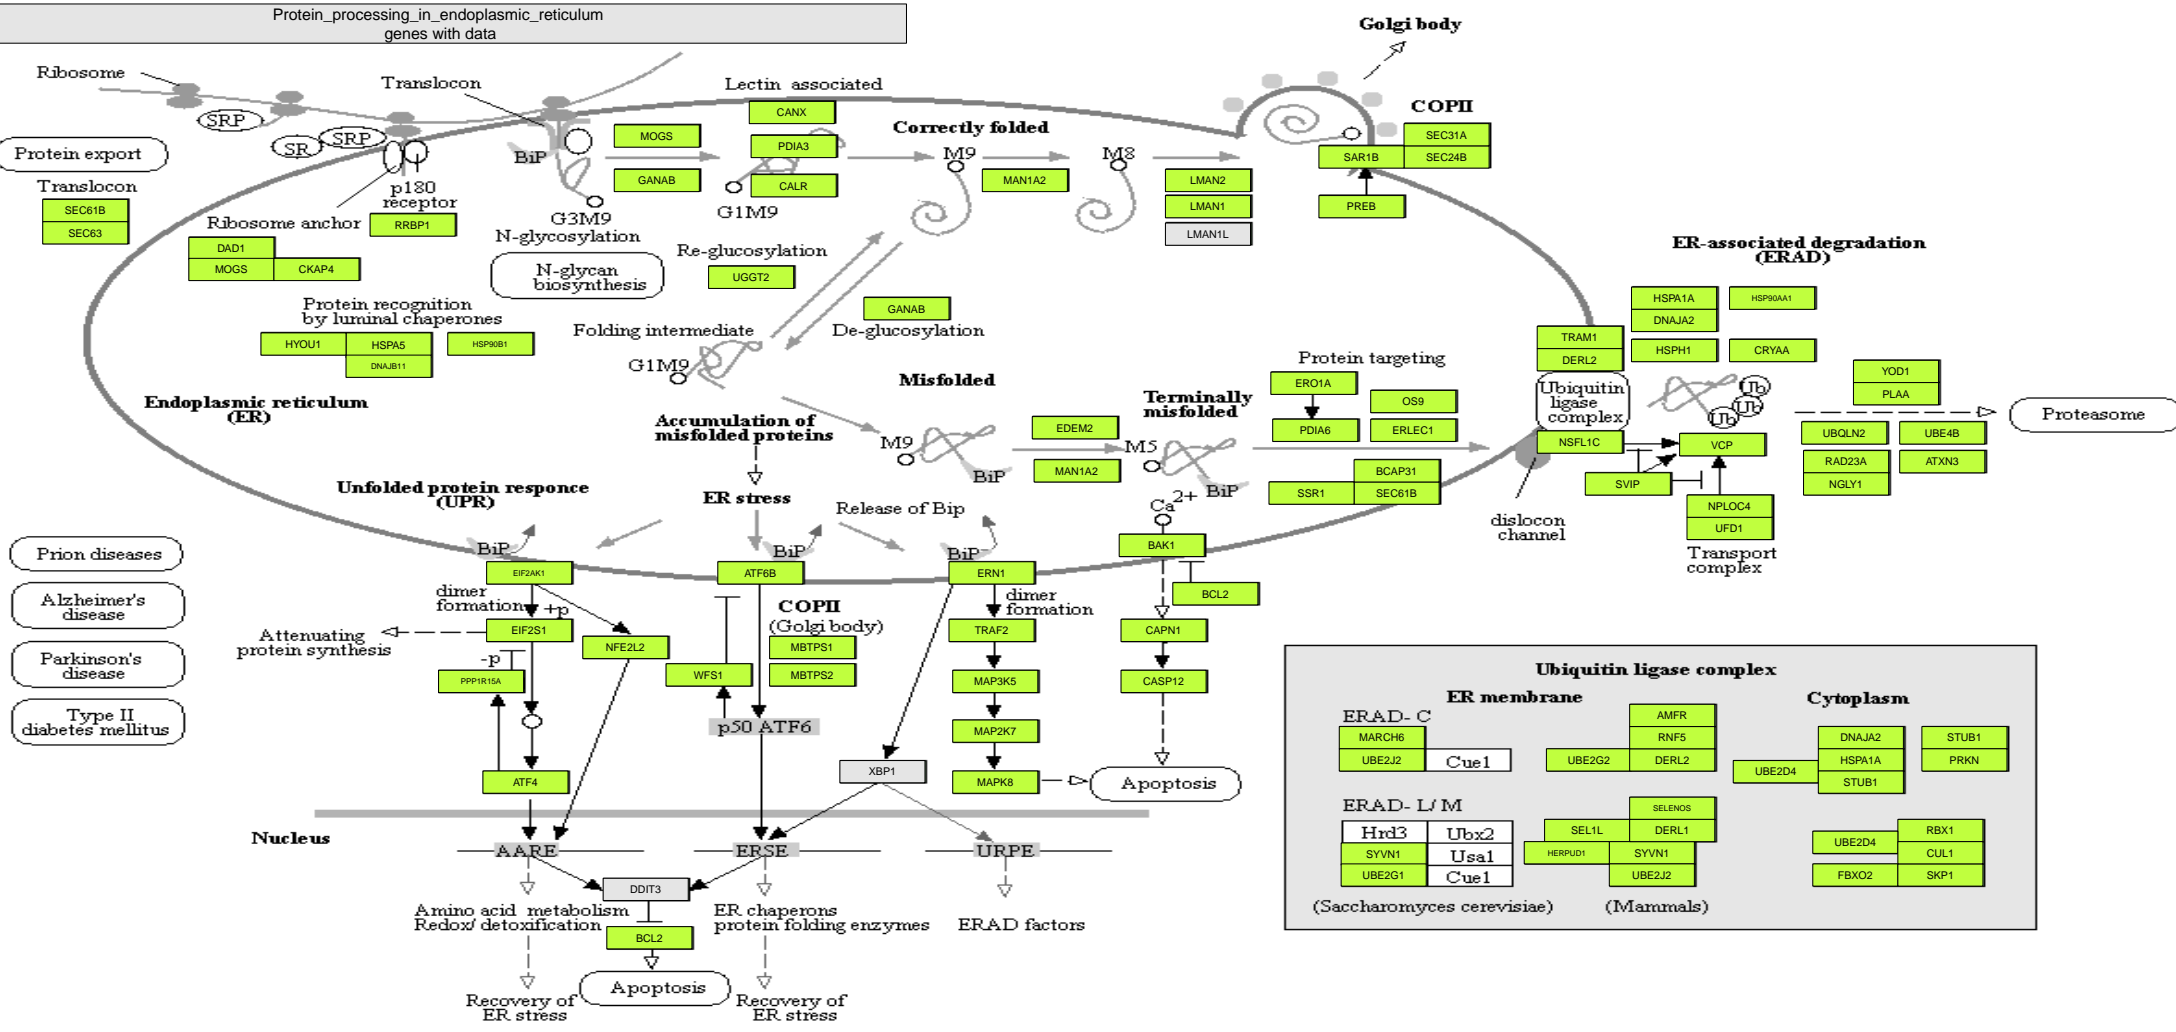 Protein_processing_in_endoplasmic_reticulum
genes with data
Golgi body
Ribosome
Translocon
Lectin associated
CANX
COPII
SRP
SR
SRP
BiP
MOGS
PDIA3
Correctly folded
SEC31A
Protein export
M9
M8
SAR1B
SEC24B
GANAB
CALR
MAN1A2
LMAN2
Translocon
p180
receptor
G1M9
LMAN1
PREB
SEC61B
SEC63
Ribosome anchor
RRBP1
G3M9
N-glycosylation
LMAN1L
DAD1
MOGS
CKAP4
N-glycan
biosynthesis
Re-glucosylation
UGGT2
ER-associated degradation
(ERAD)
Protein recognition
by luminal chaperones
GANAB
De-glucosylation
HSPA1A
HSP90AA1
DNAJA2
HYOU1
HSPA5
HSP90B1
DNAJB11
Folding intermediate
G1M9
TRAM1
DERL2
HSPH1
CRYAA
Protein targeting
Misfolded
ERO1A
OS9
Ubiquitin
ligase
complex
Ub
Ub
Ub
YOD1
PLAA
Proteasome
Endoplasmic reticulum
(ER)
Accumulation of
misfolded proteins
Terminally
misfolded
M9
BiP
EDEM2
MAN1A2
M5
BiP
PDIA6
ERLEC1
NSFL1C
VCP
UBQLN2
UBE4B
RAD23A
ATXN3
NGLY1
BCAP31
SSR1
SEC61B
SVIP
NPLOC4
UFD1
Transport
complex
dislocon
channel
Unfolded protein responce
(UPR)
ER stress
Release of Bip
Ca2+
BiP
BiP
BiP
BAK1
Prion diseases
Alzheimer's
disease
Parkinson's
disease
Type II
diabetes mellitus
EIF2AK1
ATF6B
ERN1
BCL2
dimer
formation
+p
COPII
(Golgi body)
dimer
formation
Attenuating
protein synthesis
EIF2S1
NFE2L2
MBTPS1
TRAF2
CAPN1
-p
PPP1R15A
WFS1
MBTPS2
MAP3K5
CASP12
p50 ATF6
MAP2K7
ATF4
XBP1
MAPK8
Apoptosis
Nucleus
AARE
ERSE
URPE
DDIT3
Amino acid metabolism
Redox/ detoxification
ER chaperons
protein folding enzymes
ERAD factors
BCL2
Apoptosis
Recovery of
ER stress
Recovery of
ER stress
Ubiquitin ligase complex
ER membrane
Cytoplasm
ERAD- C
MARCH6
UBE2J2
Cue1
AMFR
RNF5
UBE2G2
DERL2
DNAJA2
STUB1
UBE2D4
HSPA1A
PRKN
STUB1
ERAD- L/ M
Hrd3
Ubx2
SYVN1
Usa1
UBE2G1
Cue1
SELENOS
SEL1L
DERL1
HERPUD1
SYVN1
UBE2J2
UBE2D4
RBX1
CUL1
FBXO2
SKP1
(Saccharomyces cerevisiae)
(Mammals)